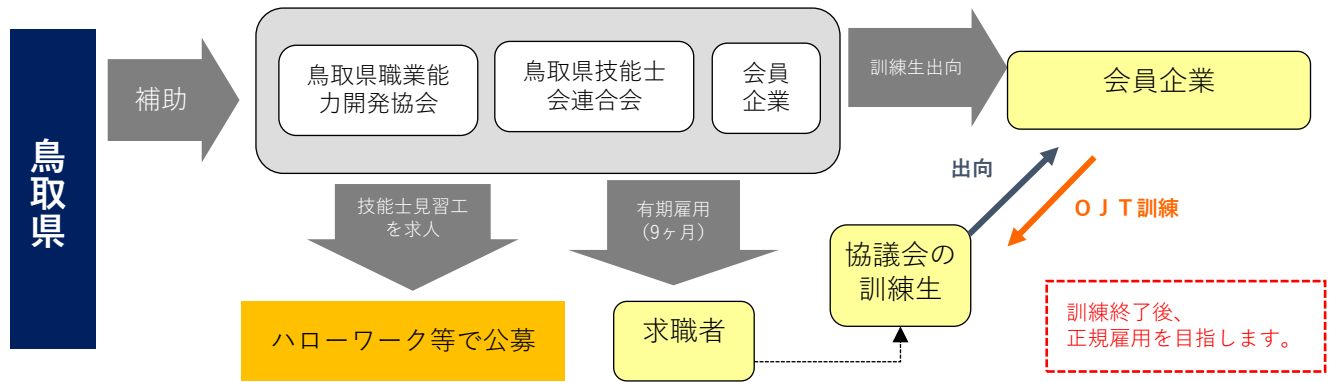 鳥取県
補助
鳥取県職業能
力開発協会
鳥取県技能士
会連合会
会員
企業
訓練生出向
会員企業
技能士見習工
を求人
有期雇用
(9ヶ月)
出向
ＯＪＴ訓練
ハローワーク等で公募
求職者
協議会の
訓練生
訓練終了後、
正規雇用を目指します。